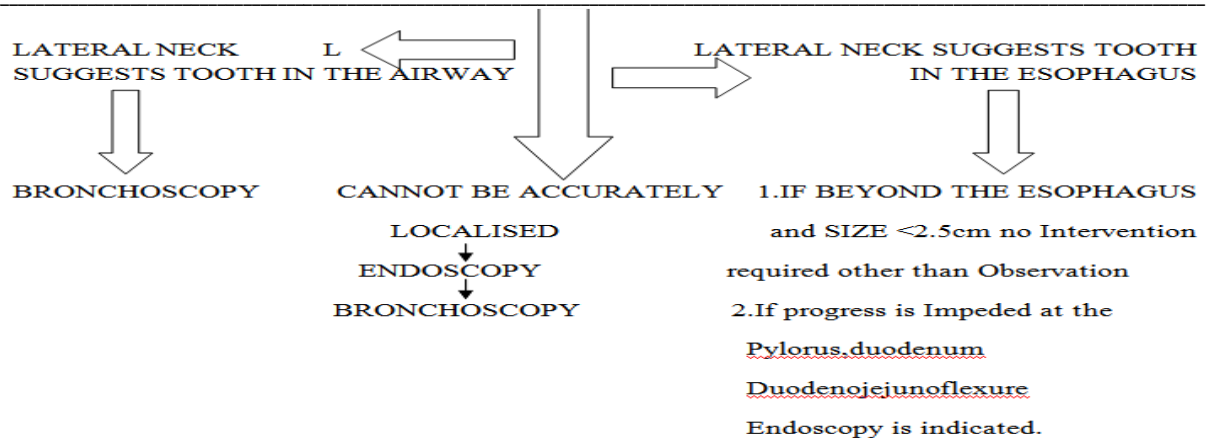 LATERAL NECK L
SUGGESTS TOOTH IN THE AIRWAY
LATERAL NECK SUGGESTS TOOTH
IN THE ESOPHAGUS
BRONCHOSCOPY
CANNOT BE ACCURATELY
LOCALISED
ENDOSCOPY
BRONCHOSCOPY
1.IF BEYOND THE ESOPHAGUS
and SIZE <2.5cm no Intervention
required other than Observation
2.If progress is Impeded at the
Pylorus,duodenum
Duodenojejunoflexure
Endoscopy is indicated.